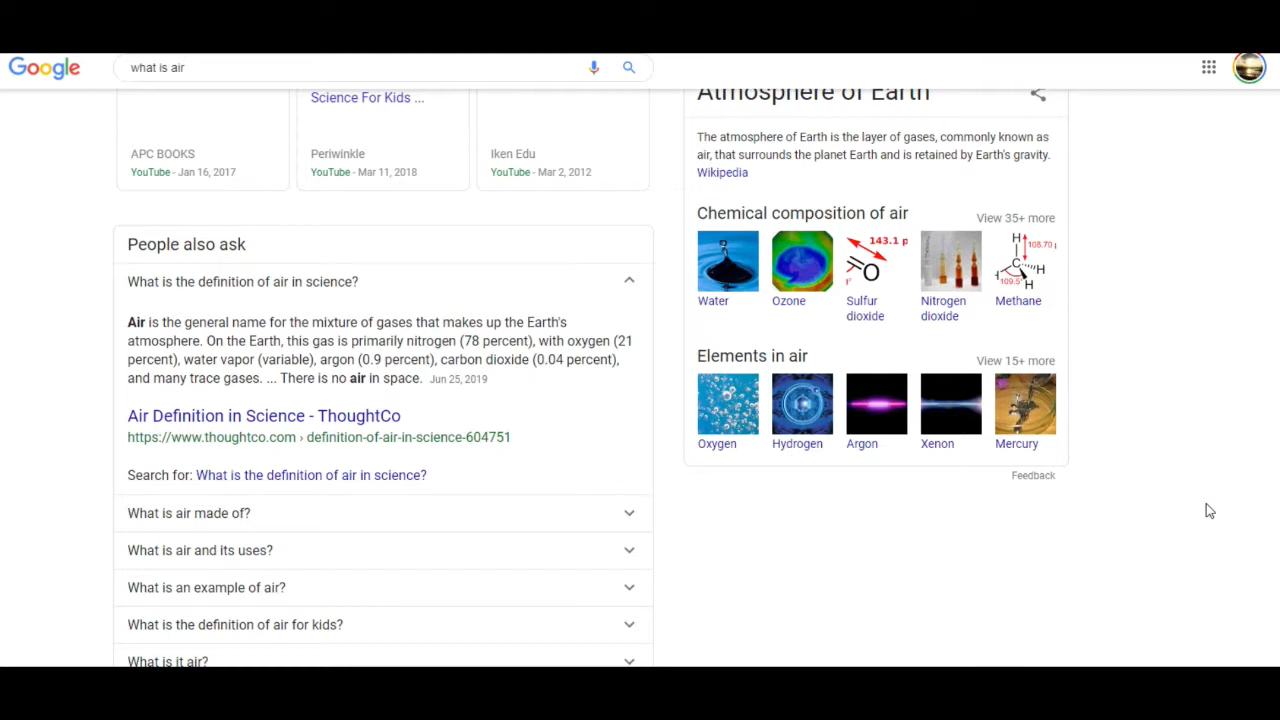 Google
what is air
Science For Kids ...
APC BOOKS
YouTube - Jan 16, 2017
Periwinkle
YouTube - Mar 11, 2018
Iken Edu
YouTube - Mar 2, 2012
People also ask
What is the definition of air in science?
Air is the general name for the mixture of gases that makes up the Earth's
atmosphere. On the Earth, this gas is primarily nitrogen (78 percent), with oxygen (21
percent), water vapor (variable), argon (0.9 percent), carbon dioxide (0.04 percent),
and many trace gases. ... There is no air in space. Jun 25, 2019
Air Definition in Science - ThoughtCo
https://www.thoughtco.com › definition-of-air-in-science-604751
Search for: What is the definition of air in science?
What is air made of?
What is air and its uses?
What is an example of air?
What is the definition of air for kids?
What is it air?
Atmosphere of Earth
The atmosphere of Earth is the layer of gases, commonly known as
air, that surrounds the planet Earth and is retained by Earth's gravity.
Wikipedia
Chemical composition of air
View 35+ more
143.1 p
O
H
108.70
C
H
H
H
109.5°
Water
Ozone
Sulfur
dioxide
Nitrogen
dioxide
Methane
Elements in air
View 15+ more
Oxygen
Hydrogen
Argon
Xenon
Mercury
Feedback